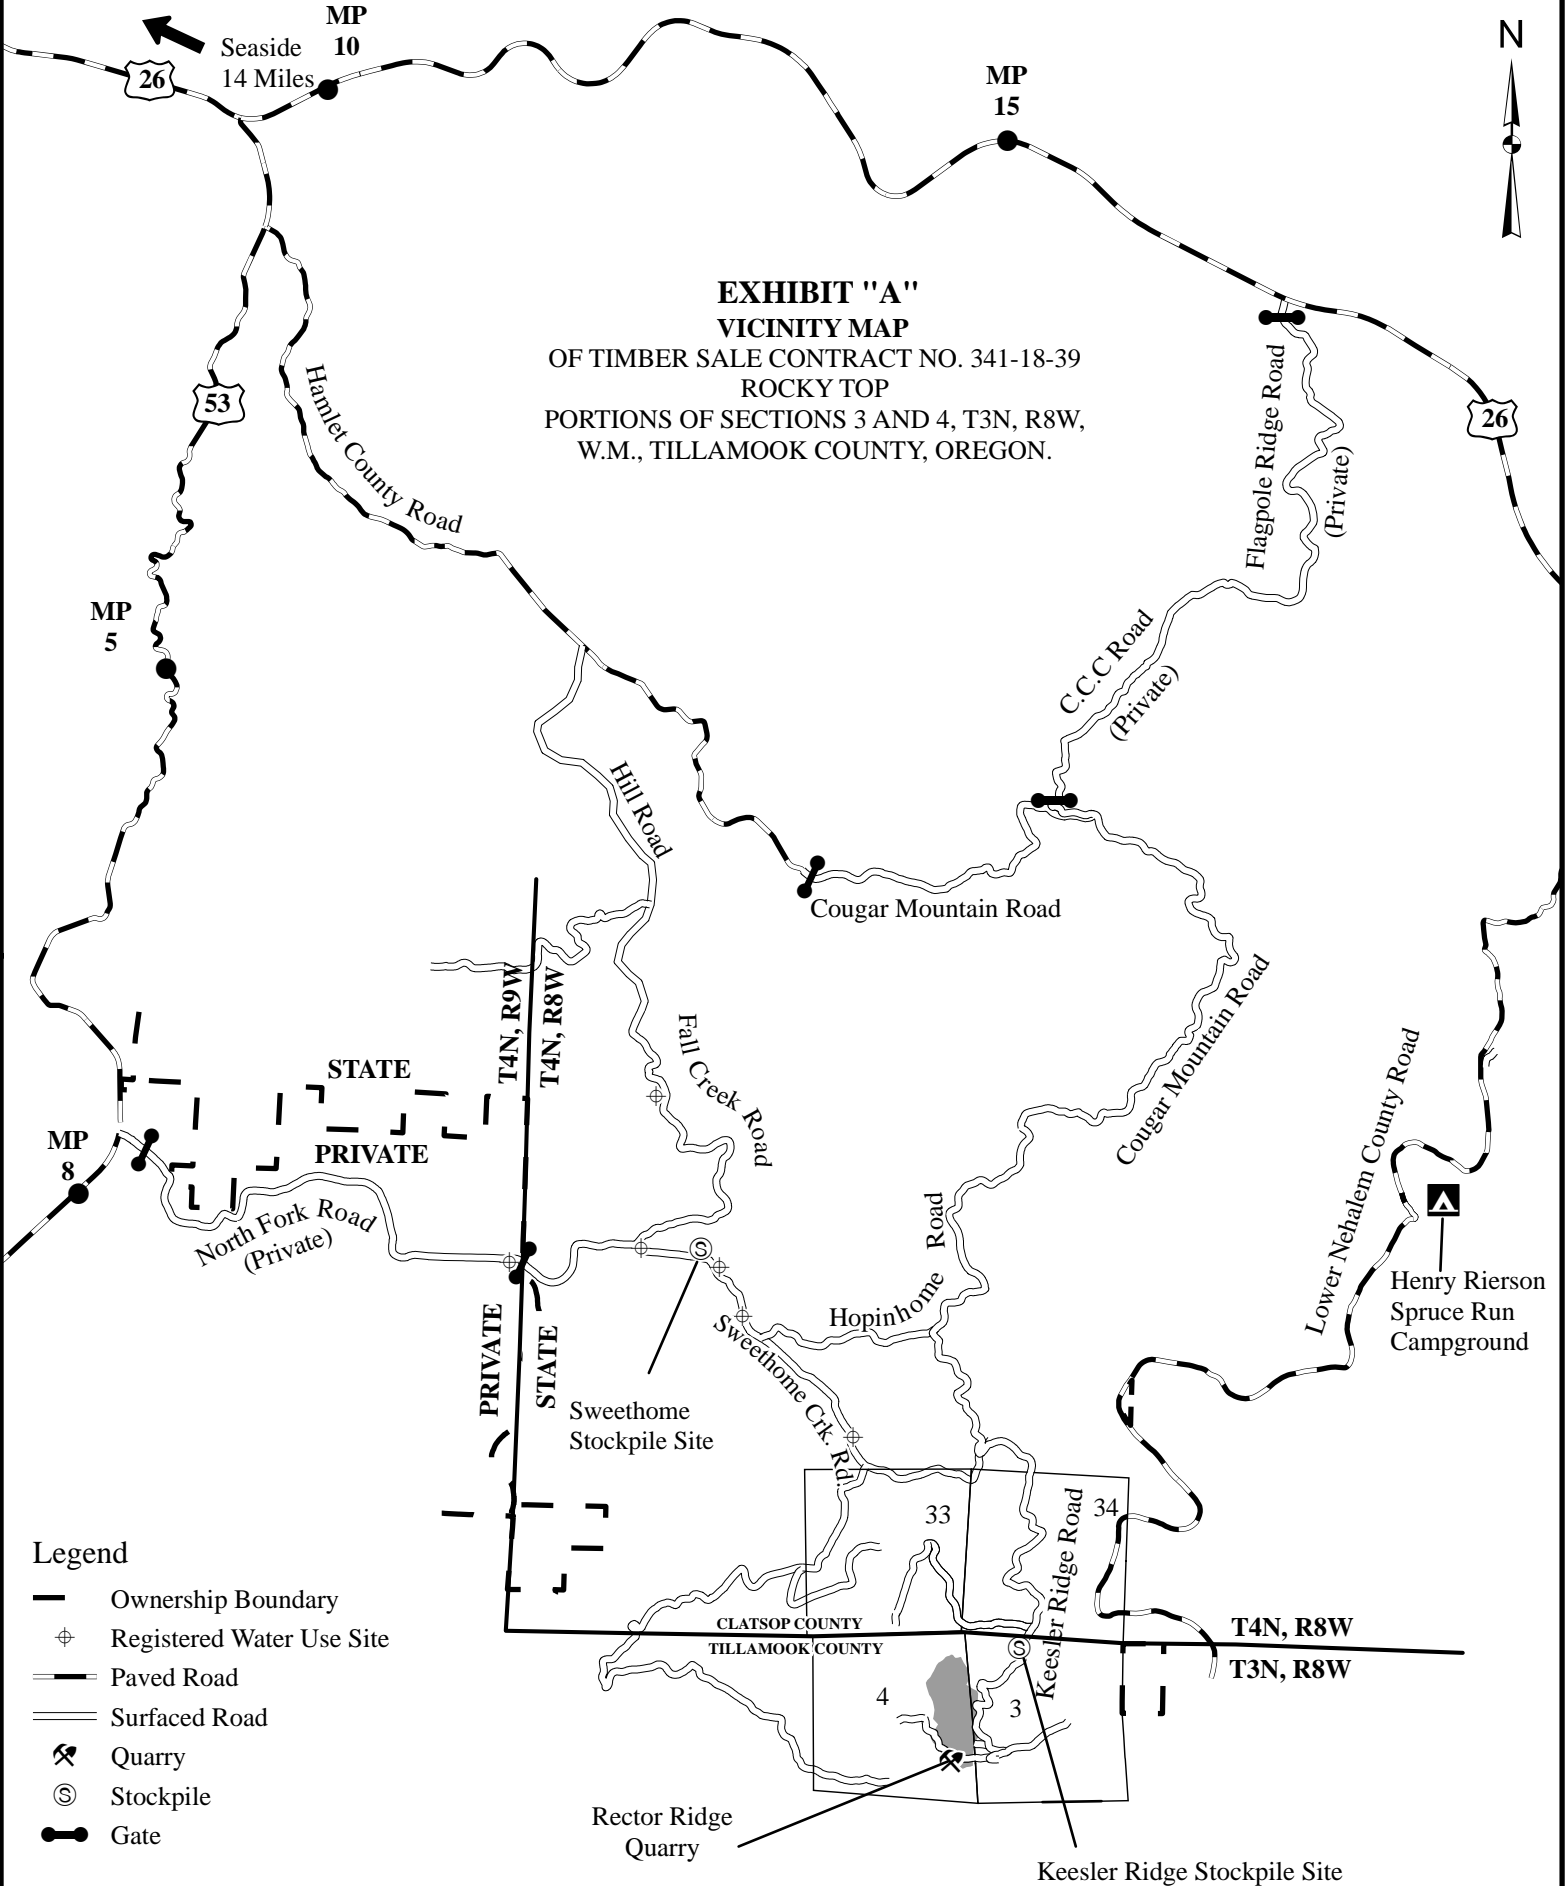 MP
10
Seaside
14 Miles
26
N
MP
15
EXHIBIT "A"
VICINITY MAP
OF TIMBER SALE CONTRACT NO. 341-18-39
ROCKY TOP
PORTIONS OF SECTIONS 3 AND 4, T3N, R8W,
W.M., TILLAMOOK COUNTY, OREGON.
53
Hamlet County Road
Flagpole Ridge Road
(Private)
26
MP
5
C.C.C Road
(Private)
Hill Road
Cougar Mountain Road
T4N, R9W
T4N, R8W
Cougar Mountain Road
Fall Creek Road
STATE
PRIVATE
MP
8
North Fork Road
(Private)
Lower Nehalem County Road
Henry Rierson
Spruce Run
Campground
S
Hopinhome Road
PRIVATE
STATE
Sweethome Crk. Rd.
Sweethome
Stockpile Site
33
34
Keesler Ridge Road
CLATSOP COUNTY
TILLAMOOK COUNTY
T4N, R8W
T3N, R8W
S
4
3
Legend
Ownership Boundary
Registered Water Use Site
Paved Road
Surfaced Road
Quarry
S
Stockpile
Gate
Rector Ridge
Quarry
Keesler Ridge Stockpile Site